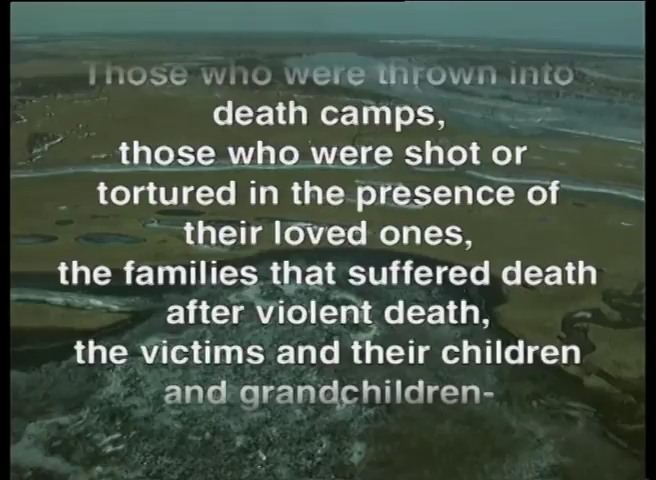 Those who were thrown into
death camps,
those who were shot or
tortured in the presence of
their loved ones,
the families that suffered death
after violent death,
the victims and their children
and grandchildren-